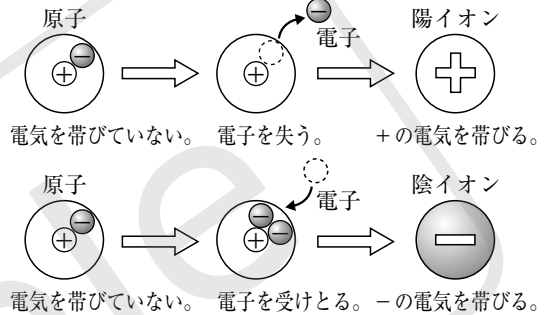 原子
電子
陽イオン
電気を帯びていない。 電子を失う。 +の電気を帯びる。
原子
電子
陰イオン
電気を帯びていない。 電子を受けとる。 -の電気を帯びる。